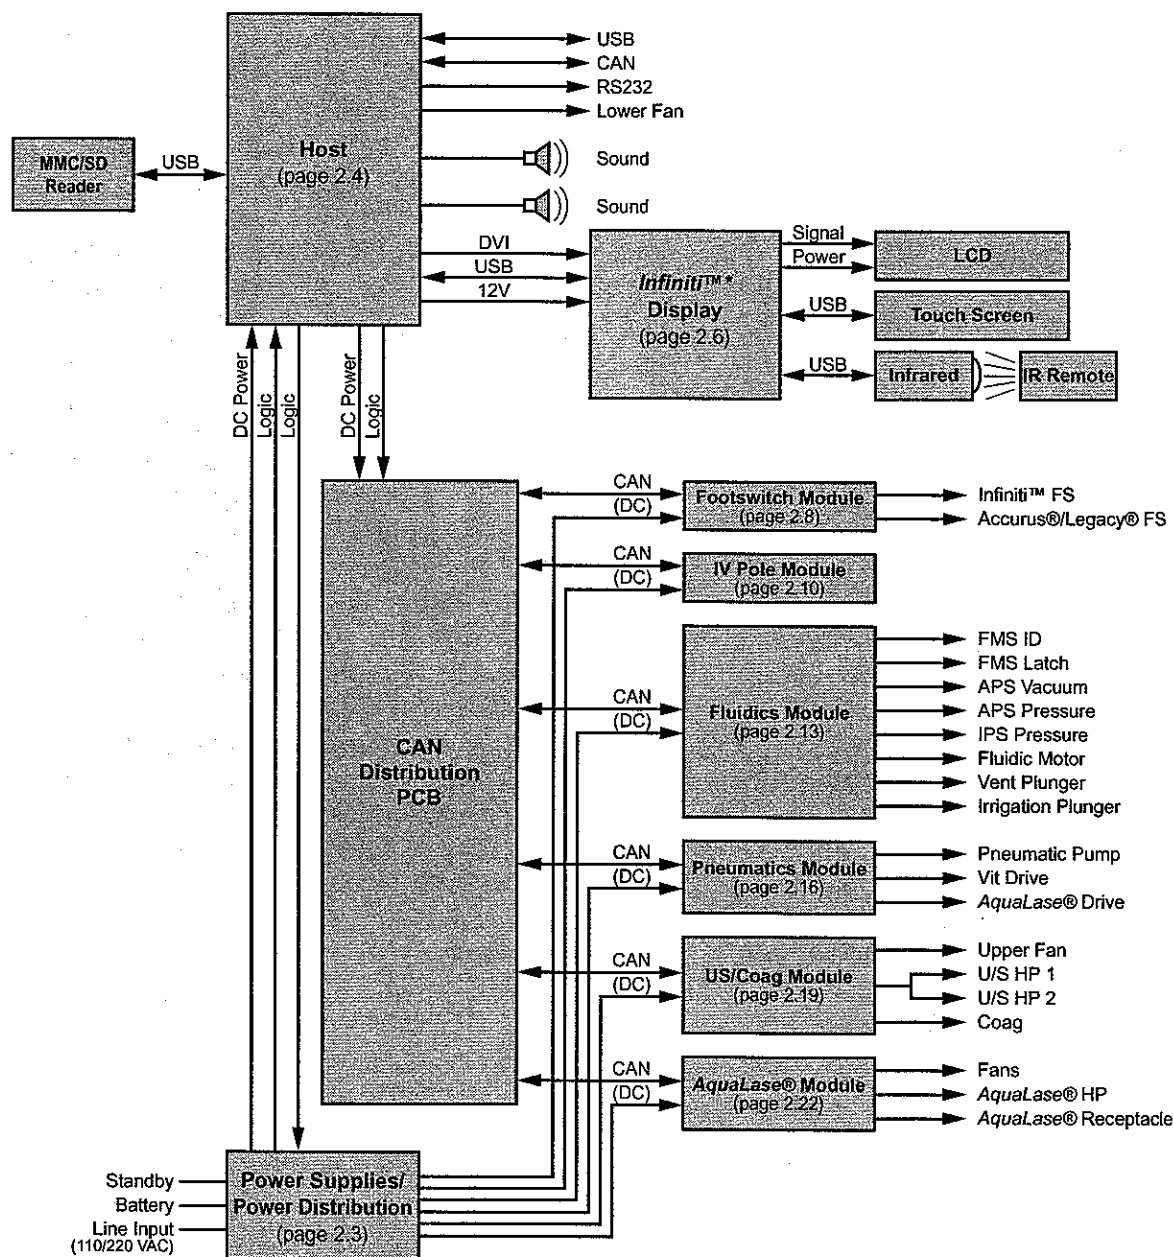 USB
CAN
RS232
Lower Fan
Host
(page 2.4)
MMC/SD
Reader
USB
Sound
Sound
DVI
USB
12V
Infiniti™*
Display
(page 2.6)
Signal
Power
LCD
USB
Touch Screen
USB
Infrared
IR Remote
DC Power
Logic
Logic
DC Power
Logic
CAN
Distribution
PCB
CAN
(DC)
Footswitch Module
(page 2.8)
Infiniti™ FS
Accurus®/Legacy® FS
CAN
(DC)
IV Pole Module
(page 2.10)
CAN
(DC)
Fluidics Module
(page 2.13)
FMS ID
FMS Latch
APS Vacuum
APS Pressure
IPS Pressure
Fluidic Motor
Vent Plunger
Irrigation Plunger
CAN
(DC)
Pneumatics Module
(page 2.16)
Pneumatic Pump
Vit Drive
AquaLase® Drive
CAN
(DC)
US/Coag Module
(page 2.19)
Upper Fan
U/S HP 1
U/S HP 2
Coag
CAN
(DC)
AquaLase® Module
(page 2.22)
Fans
AquaLase® HP
AquaLase® Receptacle
Standby
Battery
Line Input
(110/220 VAC)
Power Supplies/
Power Distribution
(page 2.3)